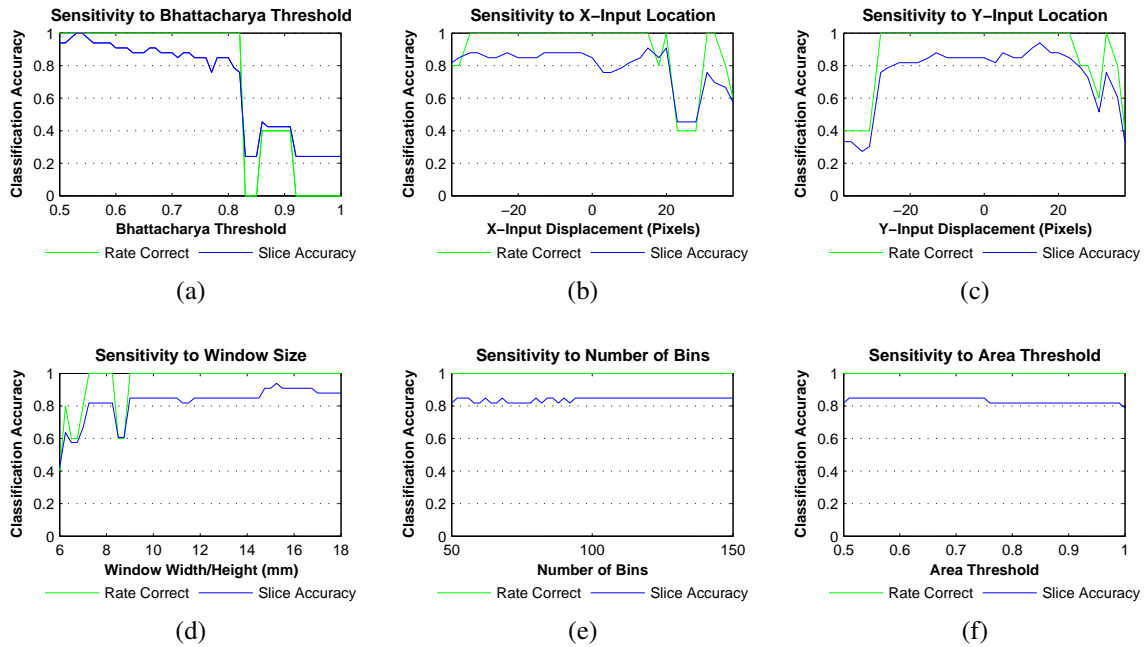 Sensitivity to Bhattacharya Threshold
Classification Accuracy
1
0.8
0.6
0.4
0.2
0
0.5 0.6 0.7 0.8 0.9 1
Bhattacharya Threshold
Rate Correct Slice Accuracy
(a)
Sensitivity to X−Input Location
Classification Accuracy
1
0.8
0.6
0.4
0.2
0
−20 0 20
X−Input Displacement (Pixels)
Rate Correct Slice Accuracy
(b)
Sensitivity to Y−Input Location
Classification Accuracy
1
0.8
0.6
0.4
0.2
0
−20 0 20
Y−Input Displacement (Pixels)
Rate Correct Slice Accuracy
(c)
Sensitivity to Window Size
Classification Accuracy
1
0.8
0.6
0.4
0.2
0
6 8 10 12 14 16 18
Window Width/Height (mm)
Rate Correct Slice Accuracy
(d)
Sensitivity to Number of Bins
Classification Accuracy
1
0.8
0.6
0.4
0.2
0
50 100 150
Number of Bins
Rate Correct Slice Accuracy
(e)
Sensitivity to Area Threshold
Classification Accuracy
1
0.8
0.6
0.4
0.2
0
0.5 0.6 0.7 0.8 0.9 1
Area Threshold
Rate Correct Slice Accuracy
(f)